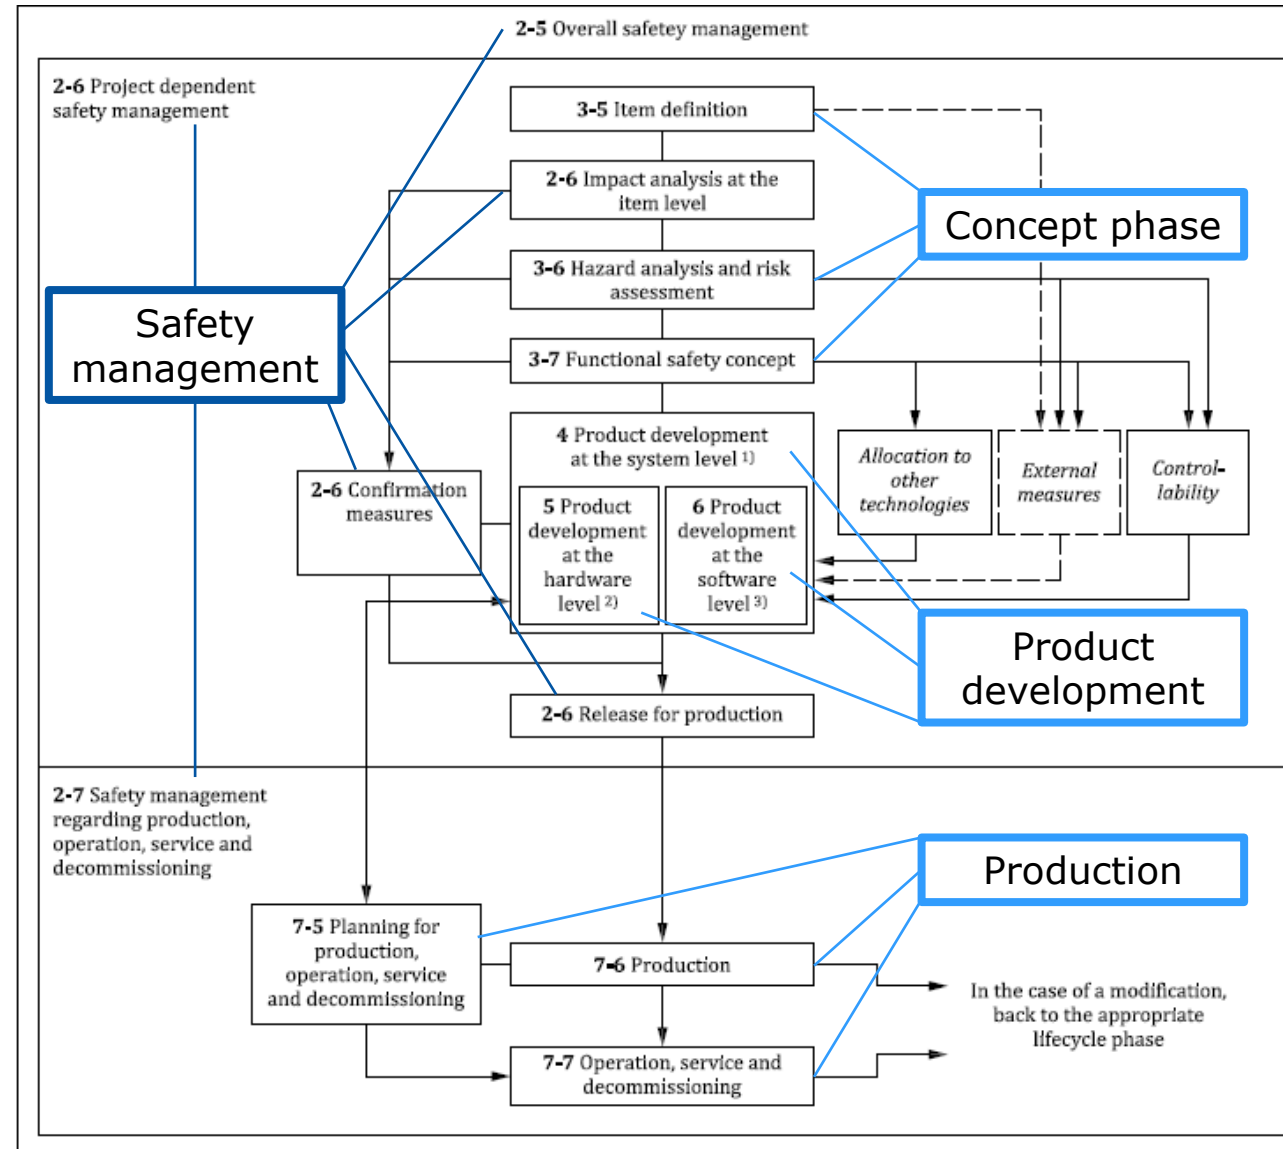 2-5 Overall safetey management
2-6 Project dependent
safety management
3-5 Item definition
2-6 Impact analysis at the
item level
Concept phase
3-6 Hazard analysis and risk
assessment
Safety
management
3-7 Functional safety concept
4 Product development
at the system level 1)
Allocation to
other
technologies
External
measures
Control-
lability
2-6 Confirmation
measures
5 Product
development
at the
hardware
level 2)
6 Product
development
at the
software
level 3)
Product
development
2-6 Release for production
2-7 Safety management
regarding production,
operation, service and
decommissioning
Production
7-5 Planning for
production,
operation, service
and decommissioning
7-6 Production
In the case of a modification,
back to the appropriate
lifecycle phase
7-7 Operation, service and
decommissioning